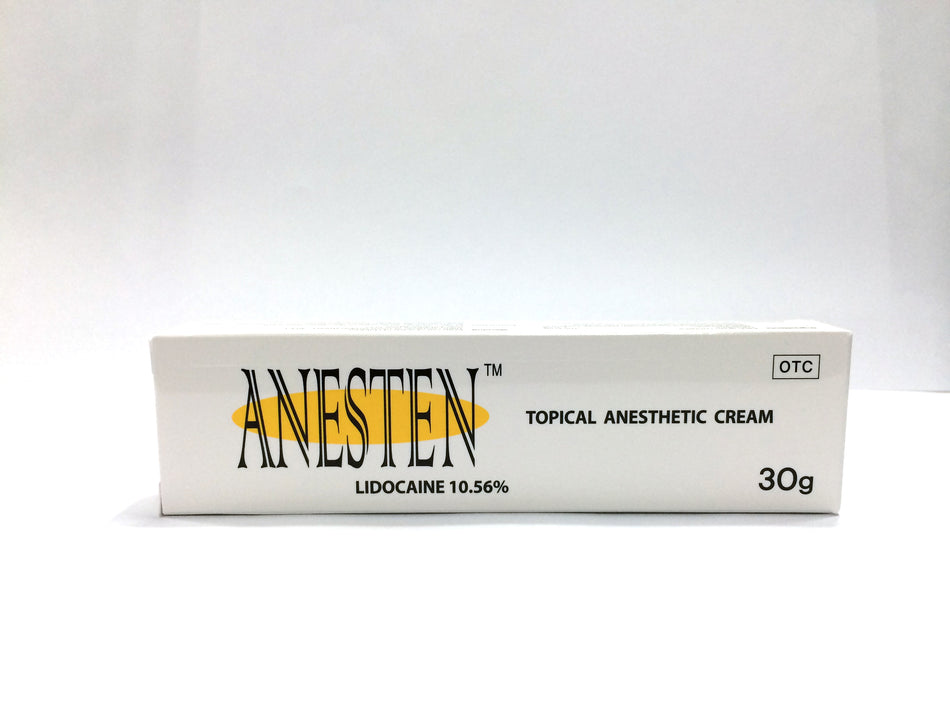 ANESTEN™
OTC
TOPICAL ANESTHETIC CREAM
LIDOCAINE 10.56%
30g